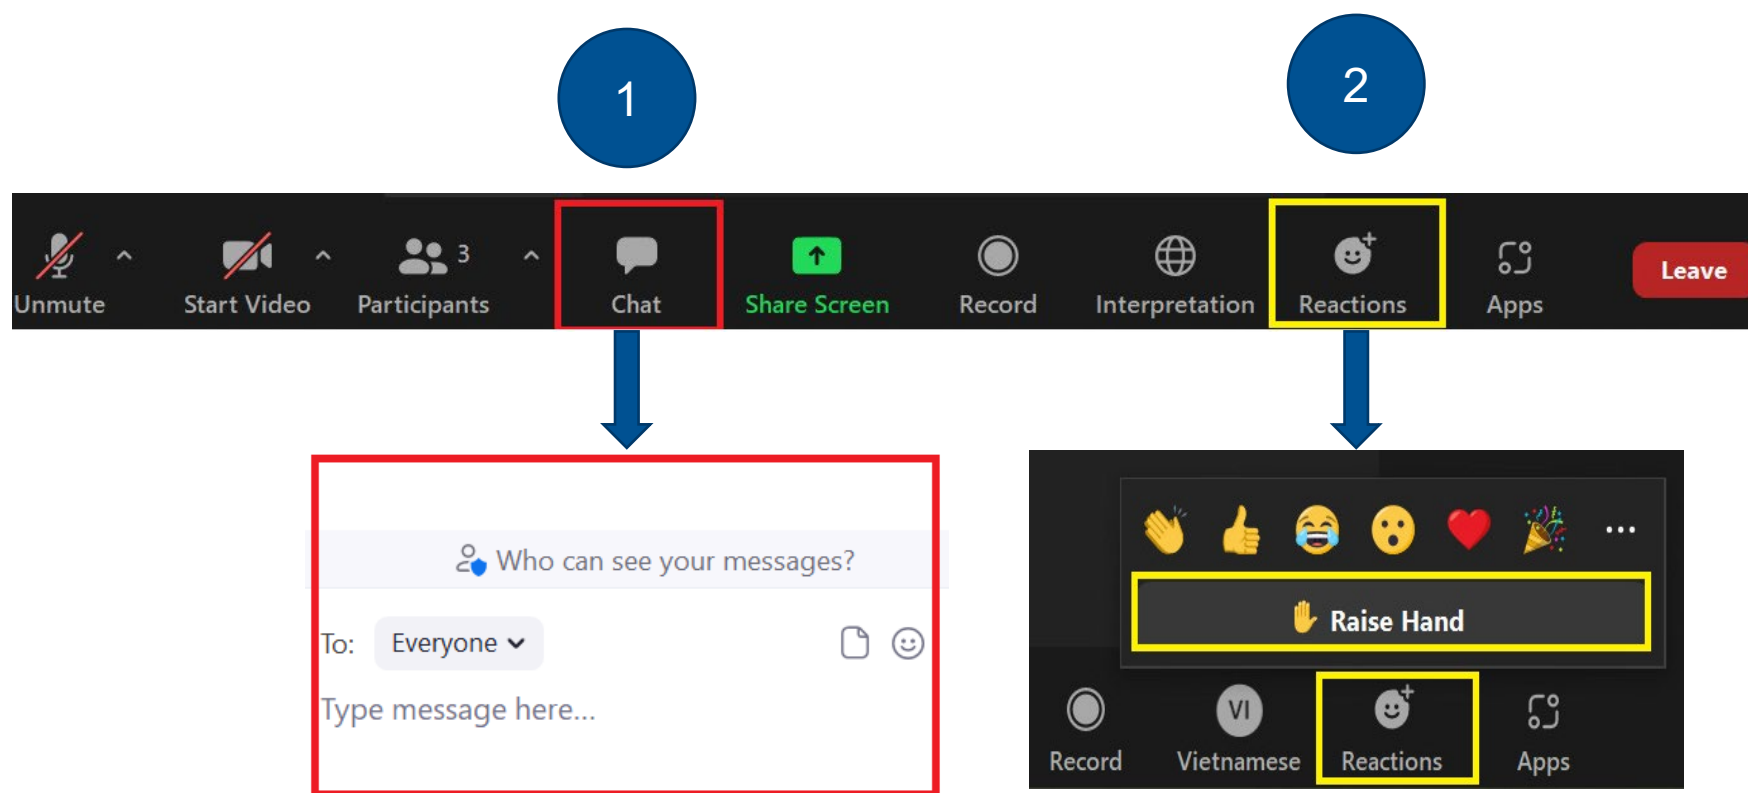 1
2
3
Unmute
Start Video
Participants
Chat
Share Screen
Record
Interpretation
Reactions
Apps
Leave
Who can see your messages?
To: Everyone
Type message here...
Raise Hand
VI
Record
Vietnamese
Reactions
Apps